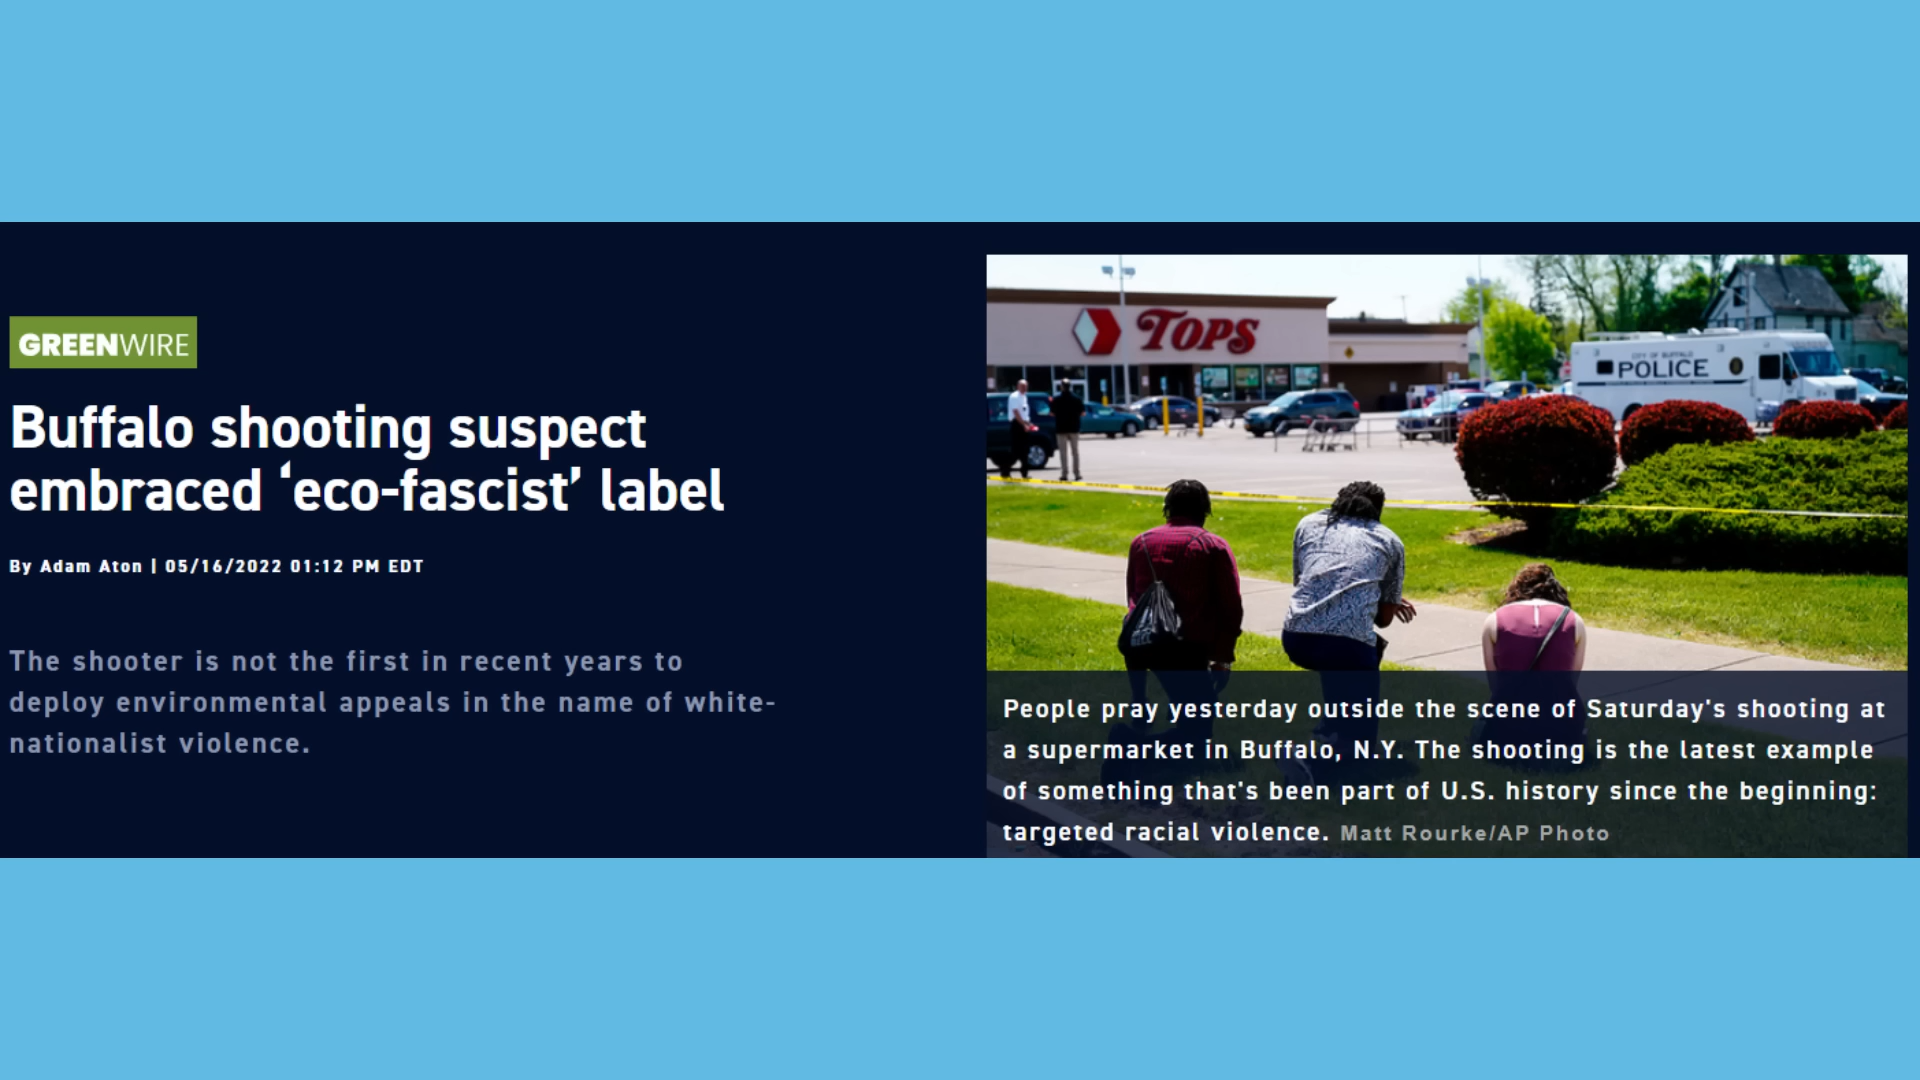 GREENWIRE
Buffalo shooting suspect
embraced ‘eco-fascist’ label
By Adam Aton | 05/16/2022 01:12 PM EDT
The shooter is not the first in recent years to
deploy environmental appeals in the name of white-
nationalist violence.
TOPS
CITY OF BUFFALO
POLICE
People pray yesterday outside the scene of Saturday's shooting at
a supermarket in Buffalo, N.Y. The shooting is the latest example
of something that's been part of U.S. history since the beginning:
targeted racial violence. Matt Rourke/AP Photo